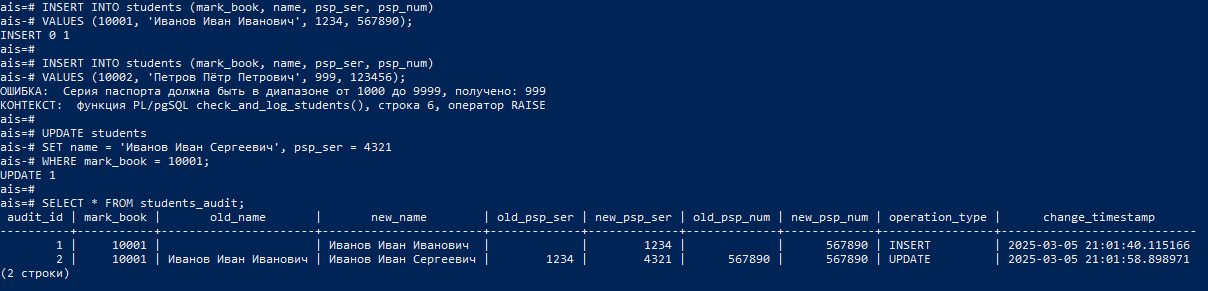 ais=# INSERT INTO students (mark_book, name, psp_ser, psp_num)
ais-# VALUES (10001, 'Иванов Иван Иванович', 1234, 567890);
INSERT 0 1
ais=#
ais=# INSERT INTO students (mark_book, name, psp_ser, psp_num)
ais-# VALUES (10002, 'Петров Пётр Петрович', 999, 123456);
ОШИБКА:  Серия паспорта должна быть в диапазоне от 1000 до 9999, получено: 999
КОНТЕКСТ:  функция PL/pgSQL check_and_log_students(), строка 6, оператор RAISE
ais=#
ais=# UPDATE students
ais-# SET name = 'Иванов Иван Сергеевич', psp_ser = 4321
ais-# WHERE mark_book = 10001;
UPDATE 1
ais=#
ais=# SELECT * FROM students_audit;
 audit_id | mark_book |       old_name       |       new_name        | old_psp_ser | new_psp_ser | old_psp_num | new_psp_num | operation_type |      change_timestamp
----------+-----------+----------------------+-----------------------+-------------+-------------+-------------+-------------+----------------+----------------------------
        1 |     10001 |                      | Иванов Иван Иванович  |             |        1234 |             |      567890 | INSERT         | 2025-03-05 21:01:40.115166
        2 |     10001 | Иванов Иван Иванович | Иванов Иван Сергеевич |        1234 |        4321 |      567890 |      567890 | UPDATE         | 2025-03-05 21:01:58.898971
(2 строки)